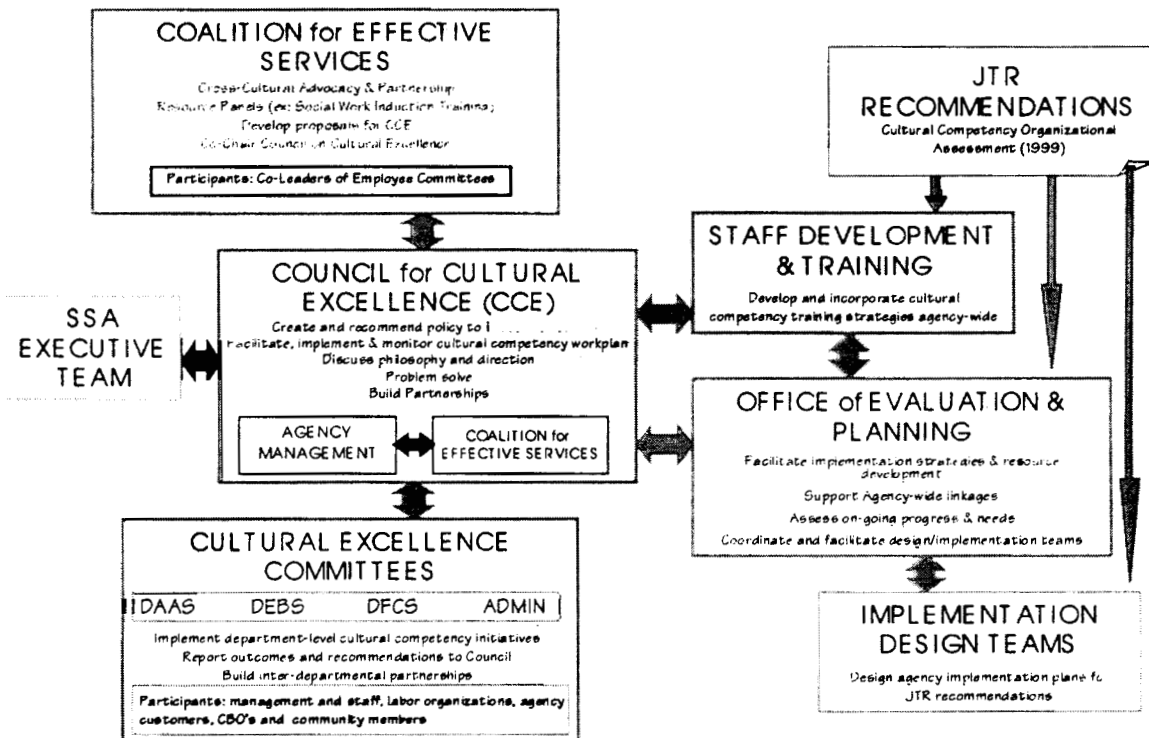 COALITION for EFFECTIVE
SERVICES
Cross-Cultural Advocacy & Partnership
Resource Panels (ex: Social Work Induction Training)
Develop proposals for CCE
Co-Chair Council on Cultural Excellence
Participants: Co-Leaders of Employee Committees
JTR
RECOMMENDATIONS
Cultural Competency Organizational
Assessment (1999)
SSA
EXECUTIVE
TEAM
COUNCIL for CULTURAL
EXCELLENCE (CCE)
Create and recommend policy to
Facilitate, implement & monitor cultural competency workplan
Discuss philosophy and direction
Problem solve
Build Partnerships
AGENCY
MANAGEMENT
COALITION for
EFFECTIVE SERVICES
STAFF DEVELOPMENT
& TRAINING
Develop and incorporate cultural
competency training strategies agency-wide
OFFICE of EVALUATION &
PLANNING
Facilitate implementation strategies & resource
development
Support Agency-wide linkages
Assess on-going progress & needs
Coordinate and facilitate design/implementation teams
CULTURAL EXCELLENCE
COMMITTEES
DAAS DEBS DFCS ADMIN
Implement department-level cultural competency initiatives
Report outcomes and recommendations to Council
Build inter-departmental partnerships
Participants: management and staff, labor organizations, agency
customers, CBO's and community members
IMPLEMENTATION
DESIGN TEAMS
Design agency implementation plans
JTR recommendations